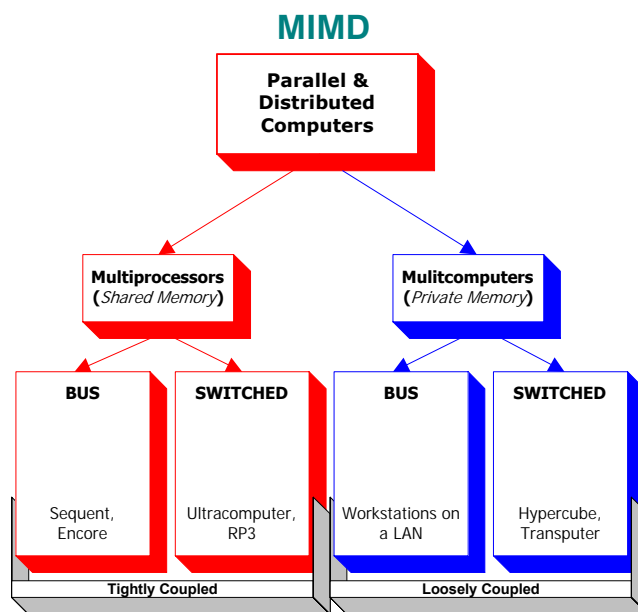 MIMD
Parallel &
Distributed
Computers
Multiprocessors
(Shared Memory)
Mulitcomputers
(Private Memory)
BUS
SWITCHED
BUS
SWITCHED
Sequent,
Encore
Ultracomputer,
RP3
Workstations on
a LAN
Hypercube,
Transputer
Tightly Coupled
Loosely Coupled